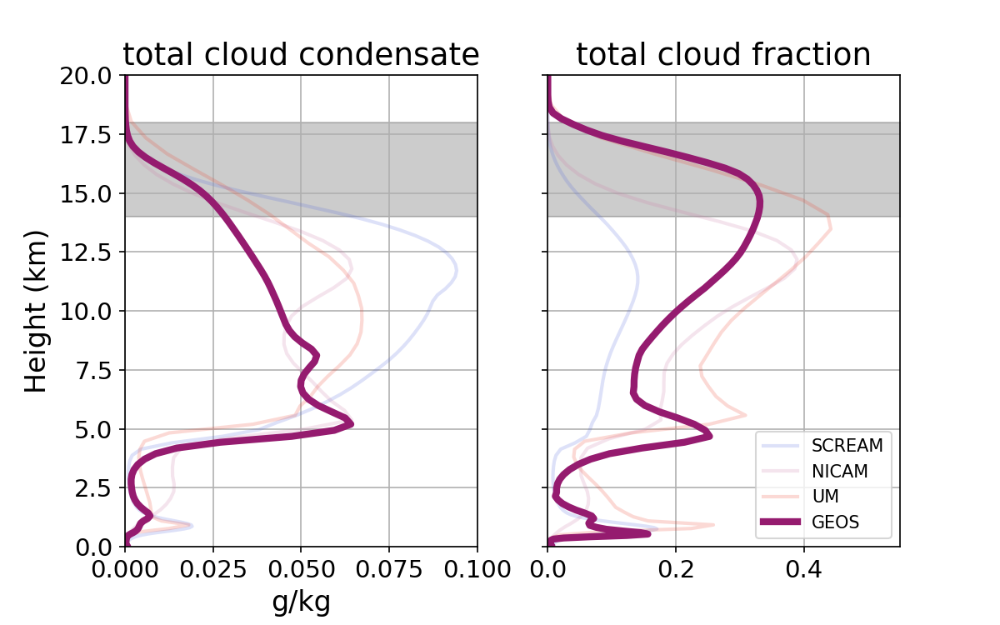 total cloud condensate
total cloud fraction
20.0
17.5
15.0
12.5
10.0
7.5
5.0
2.5
0.0
Height (km)
0.000 0.025 0.050 0.075 0.100
g/kg
0.0 0.2 0.4
SCREAM
NICAM
UM
GEOS